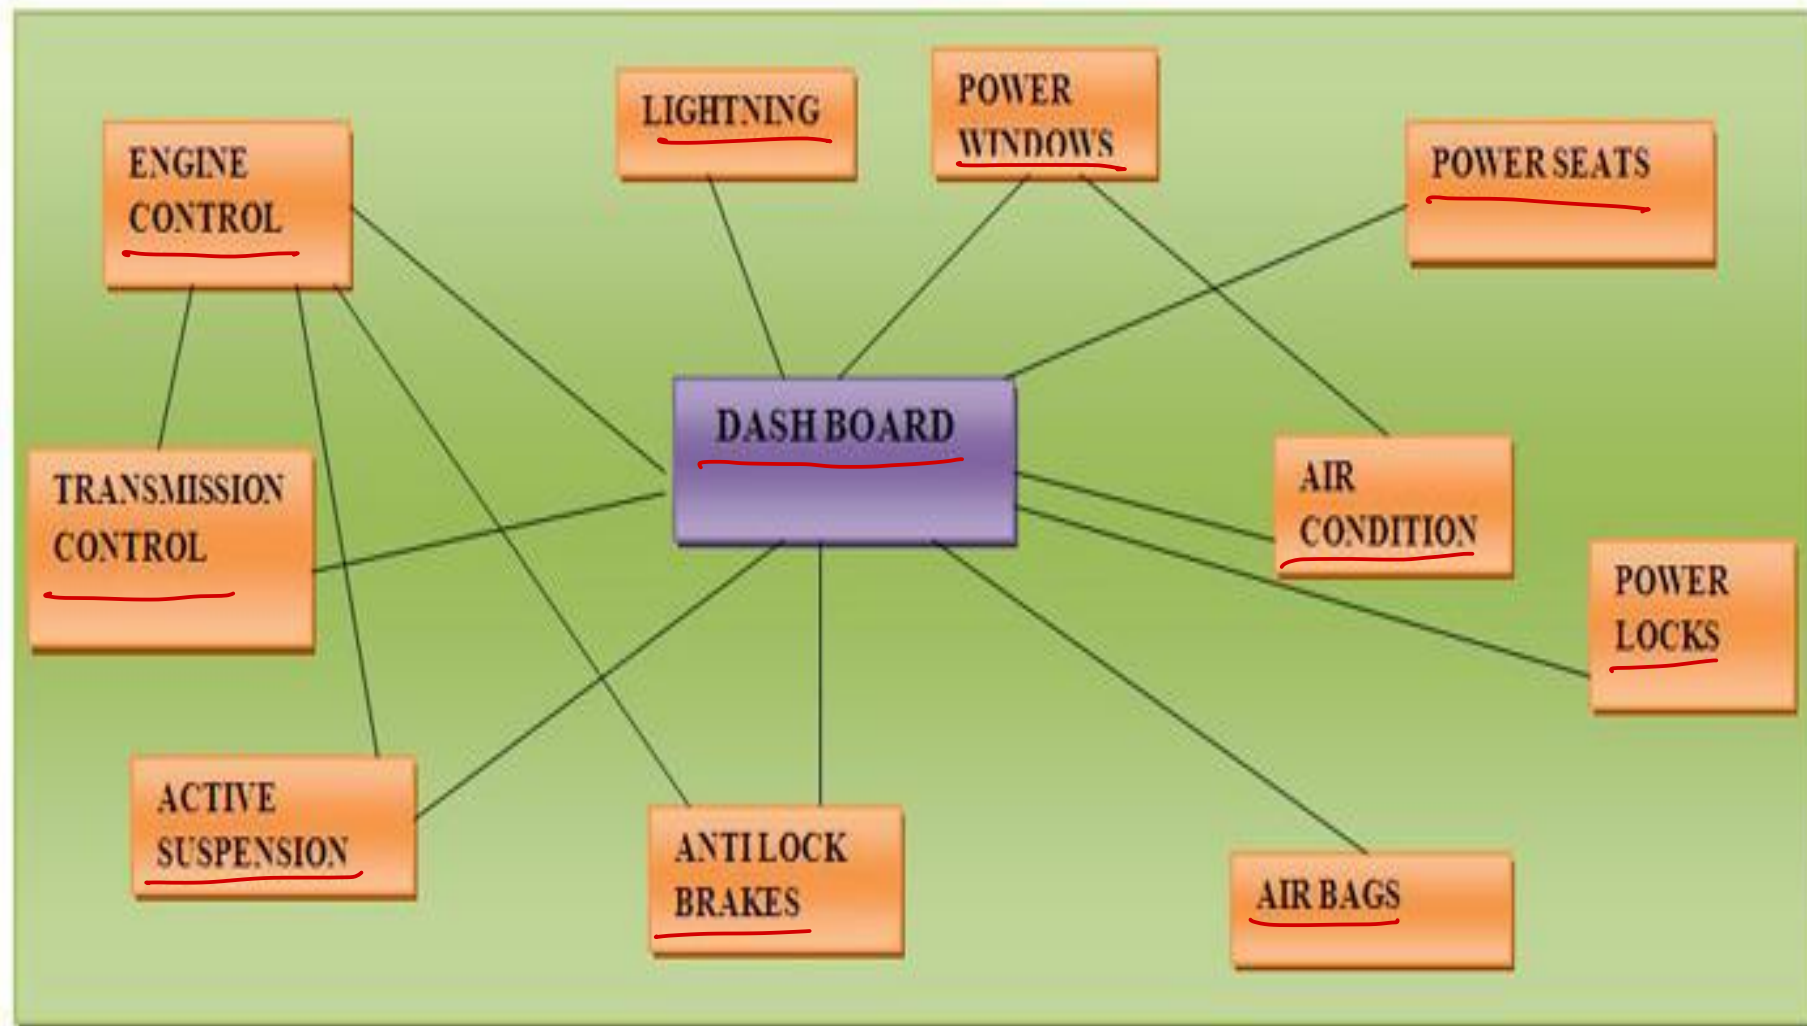 LIGHTNING
POWER
WINDOWS
ENGINE
CONTROL
POWER SEATS
DASH BOARD
TRANSMISSION
CONTROL
AIR
CONDITION
POWER
LOCKS
ACTIVE
SUSPENSION
ANTI LOCK
BRAKES
AIR BAGS